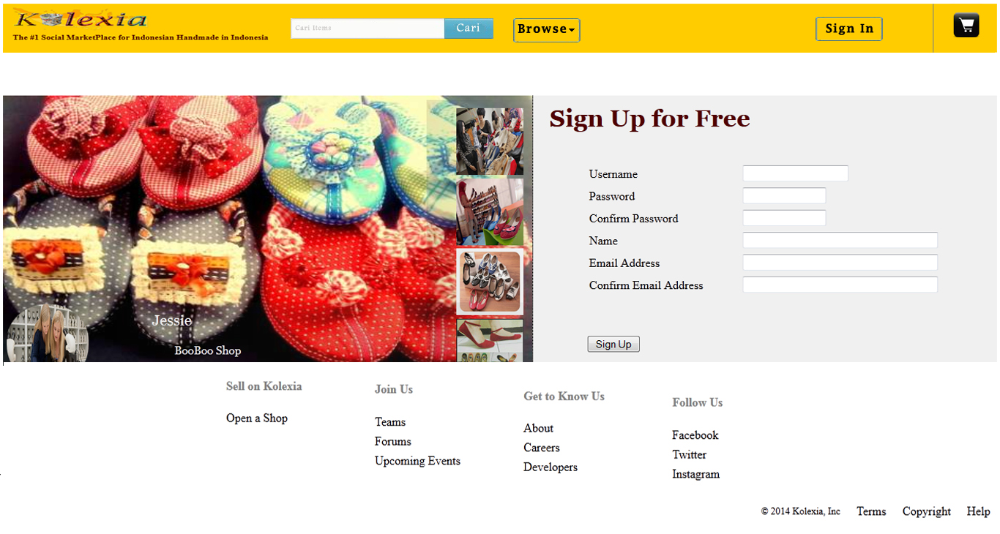 Kolexia
The #1 Social MarketPlace for Indonesian Handmade in Indonesia
Cari Items
Cari
Browse
Sign In
Jessie
BooBoo Shop
Sign Up for Free
Username
Password
Confirm Password
Name
Email Address
Confirm Email Address
Sign Up
Sell on Kolexia
Open a Shop
Join Us
Teams
Forums
Upcoming Events
Get to Know Us
About
Careers
Developers
Follow Us
Facebook
Twitter
Instagram
© 2014 Kolexia, Inc Terms Copyright Help